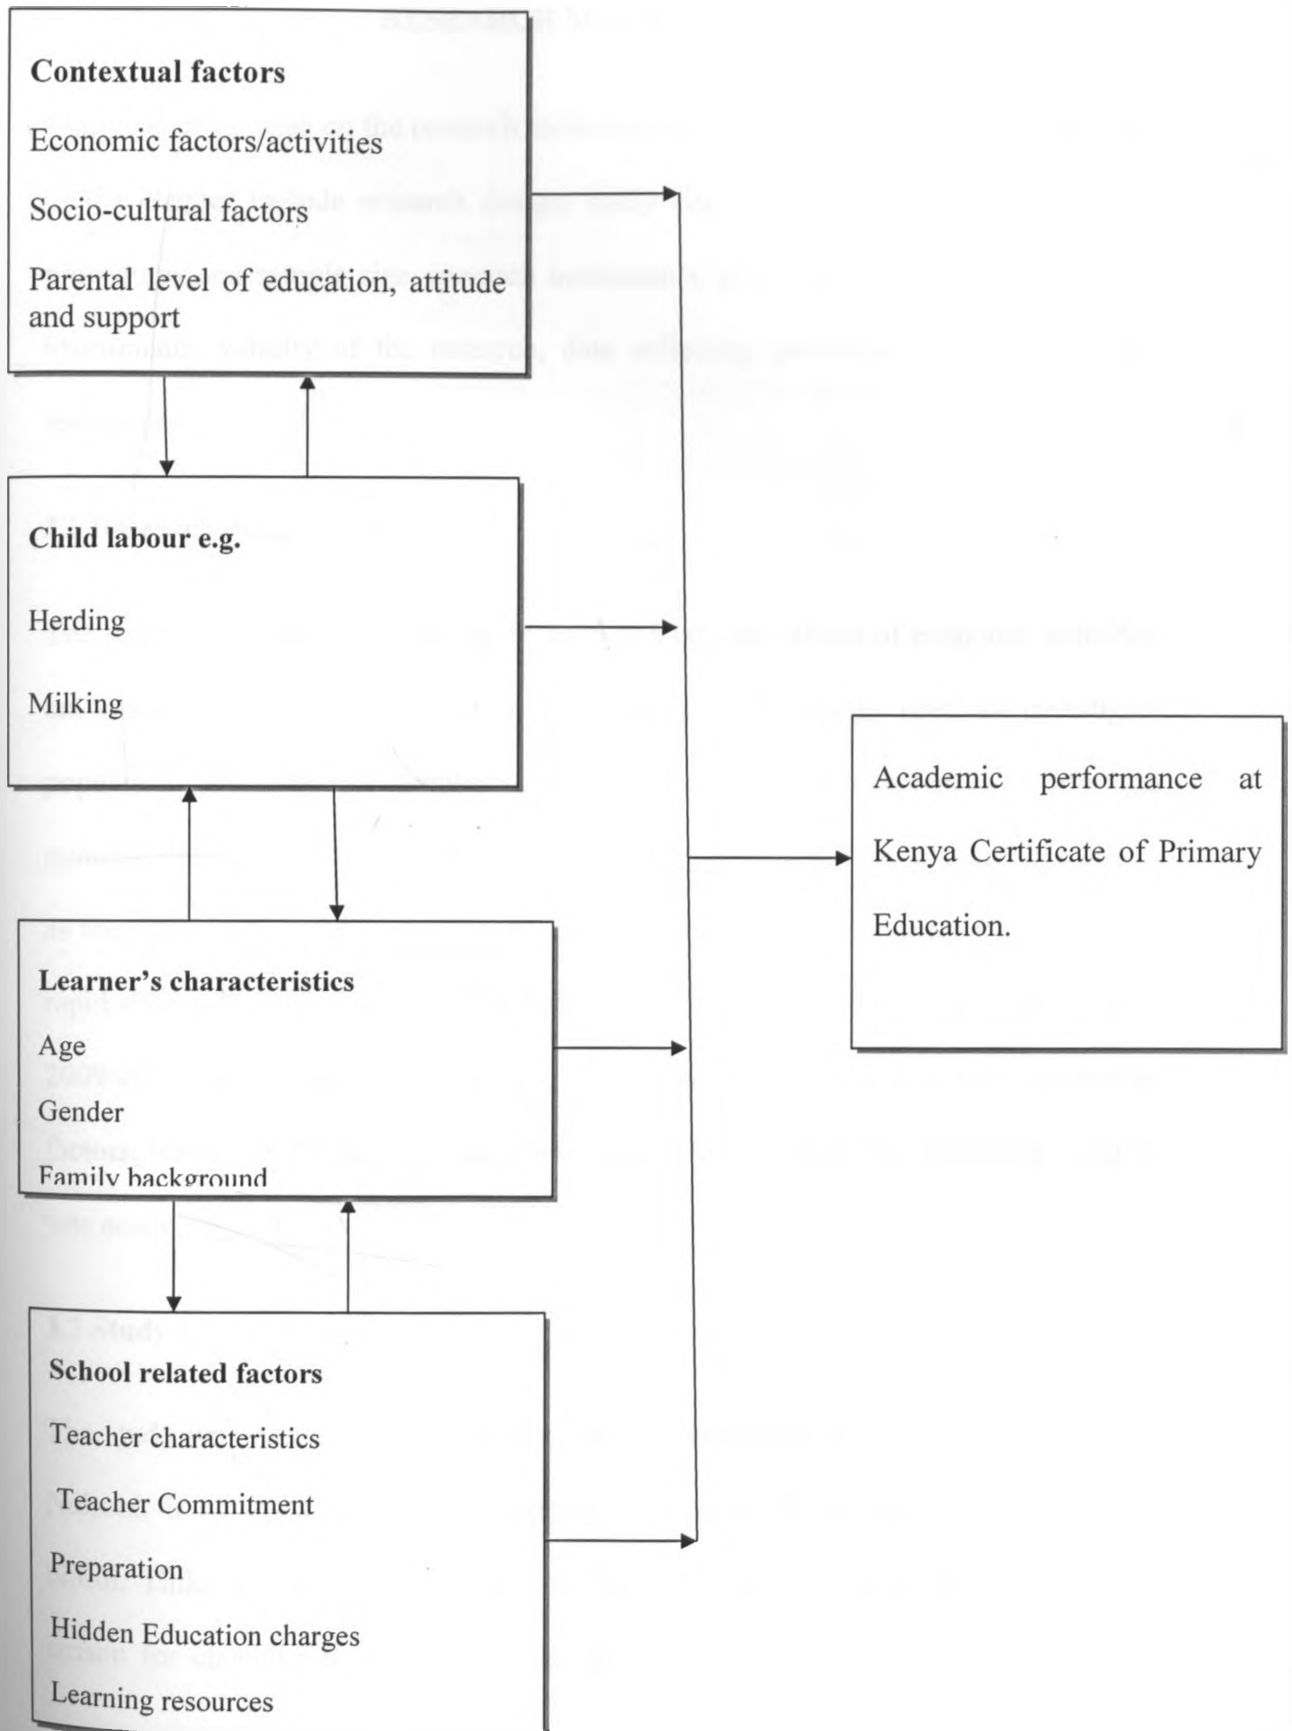 Contextual factors
Economic factors/activities
Socio-cultural factors
Parental level of education, attitude
and support
Child labour e.g.
Herding
Milking
Academic performance at
Kenya Certificate of Primary
Education.
Learner's characteristics
Age
Gender
Family background
School related factors
Teacher characteristics
Teacher Commitment
Preparation
Hidden Education charges
Learning resources